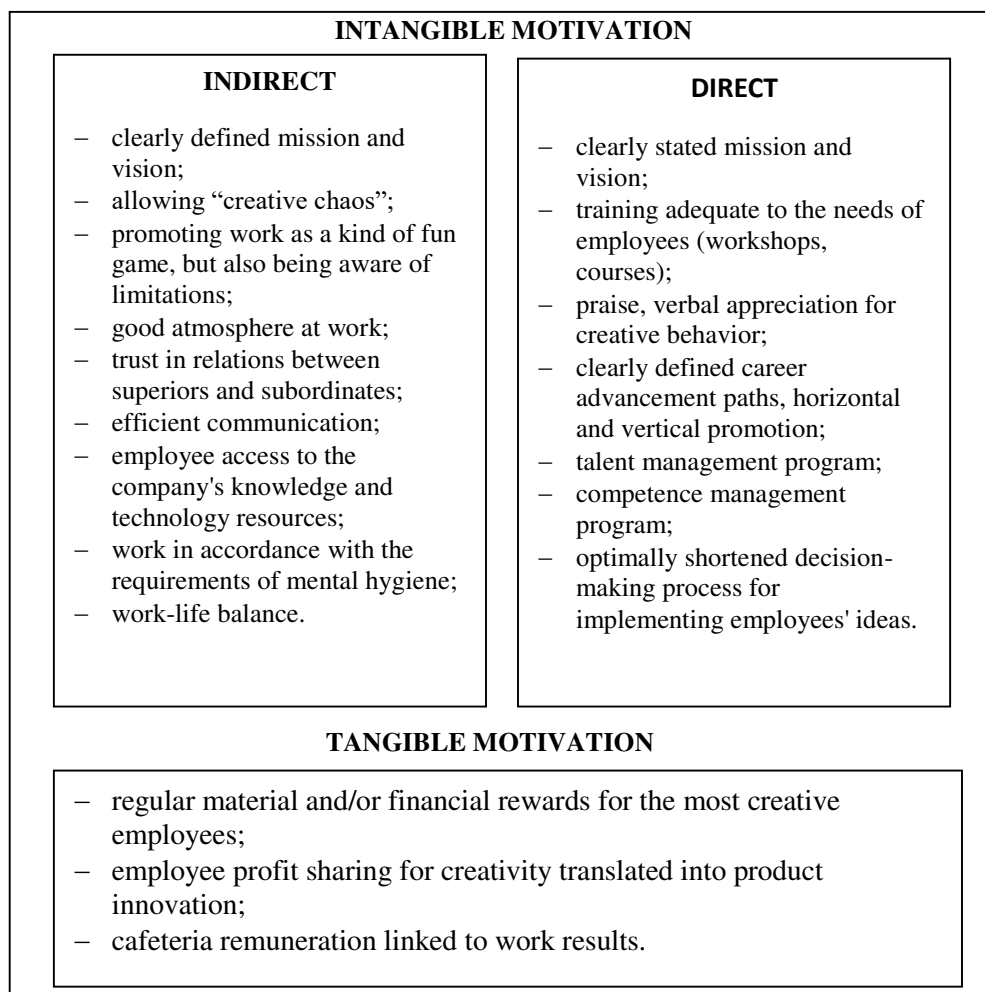 INTANGIBLE MOTIVATION
INDIRECT
– clearly defined mission and
vision;
– allowing “creative chaos”;
– promoting work as a kind of fun
game, but also being aware of
limitations;
– good atmosphere at work;
– trust in relations between
superiors and subordinates;
– efficient communication;
– employee access to the
company's knowledge and
technology resources;
– work in accordance with the
requirements of mental hygiene;
– work-life balance.
DIRECT
– clearly stated mission and
vision;
– training adequate to the needs of
employees (workshops,
courses);
– praise, verbal appreciation for
creative behavior;
– clearly defined career
advancement paths, horizontal
and vertical promotion;
– talent management program;
– competence management
program;
– optimally shortened decision-
making process for
implementing employees' ideas.
TANGIBLE MOTIVATION
– regular material and/or financial rewards for the most creative
employees;
– employee profit sharing for creativity translated into product
innovation;
– cafeteria remuneration linked to work results.